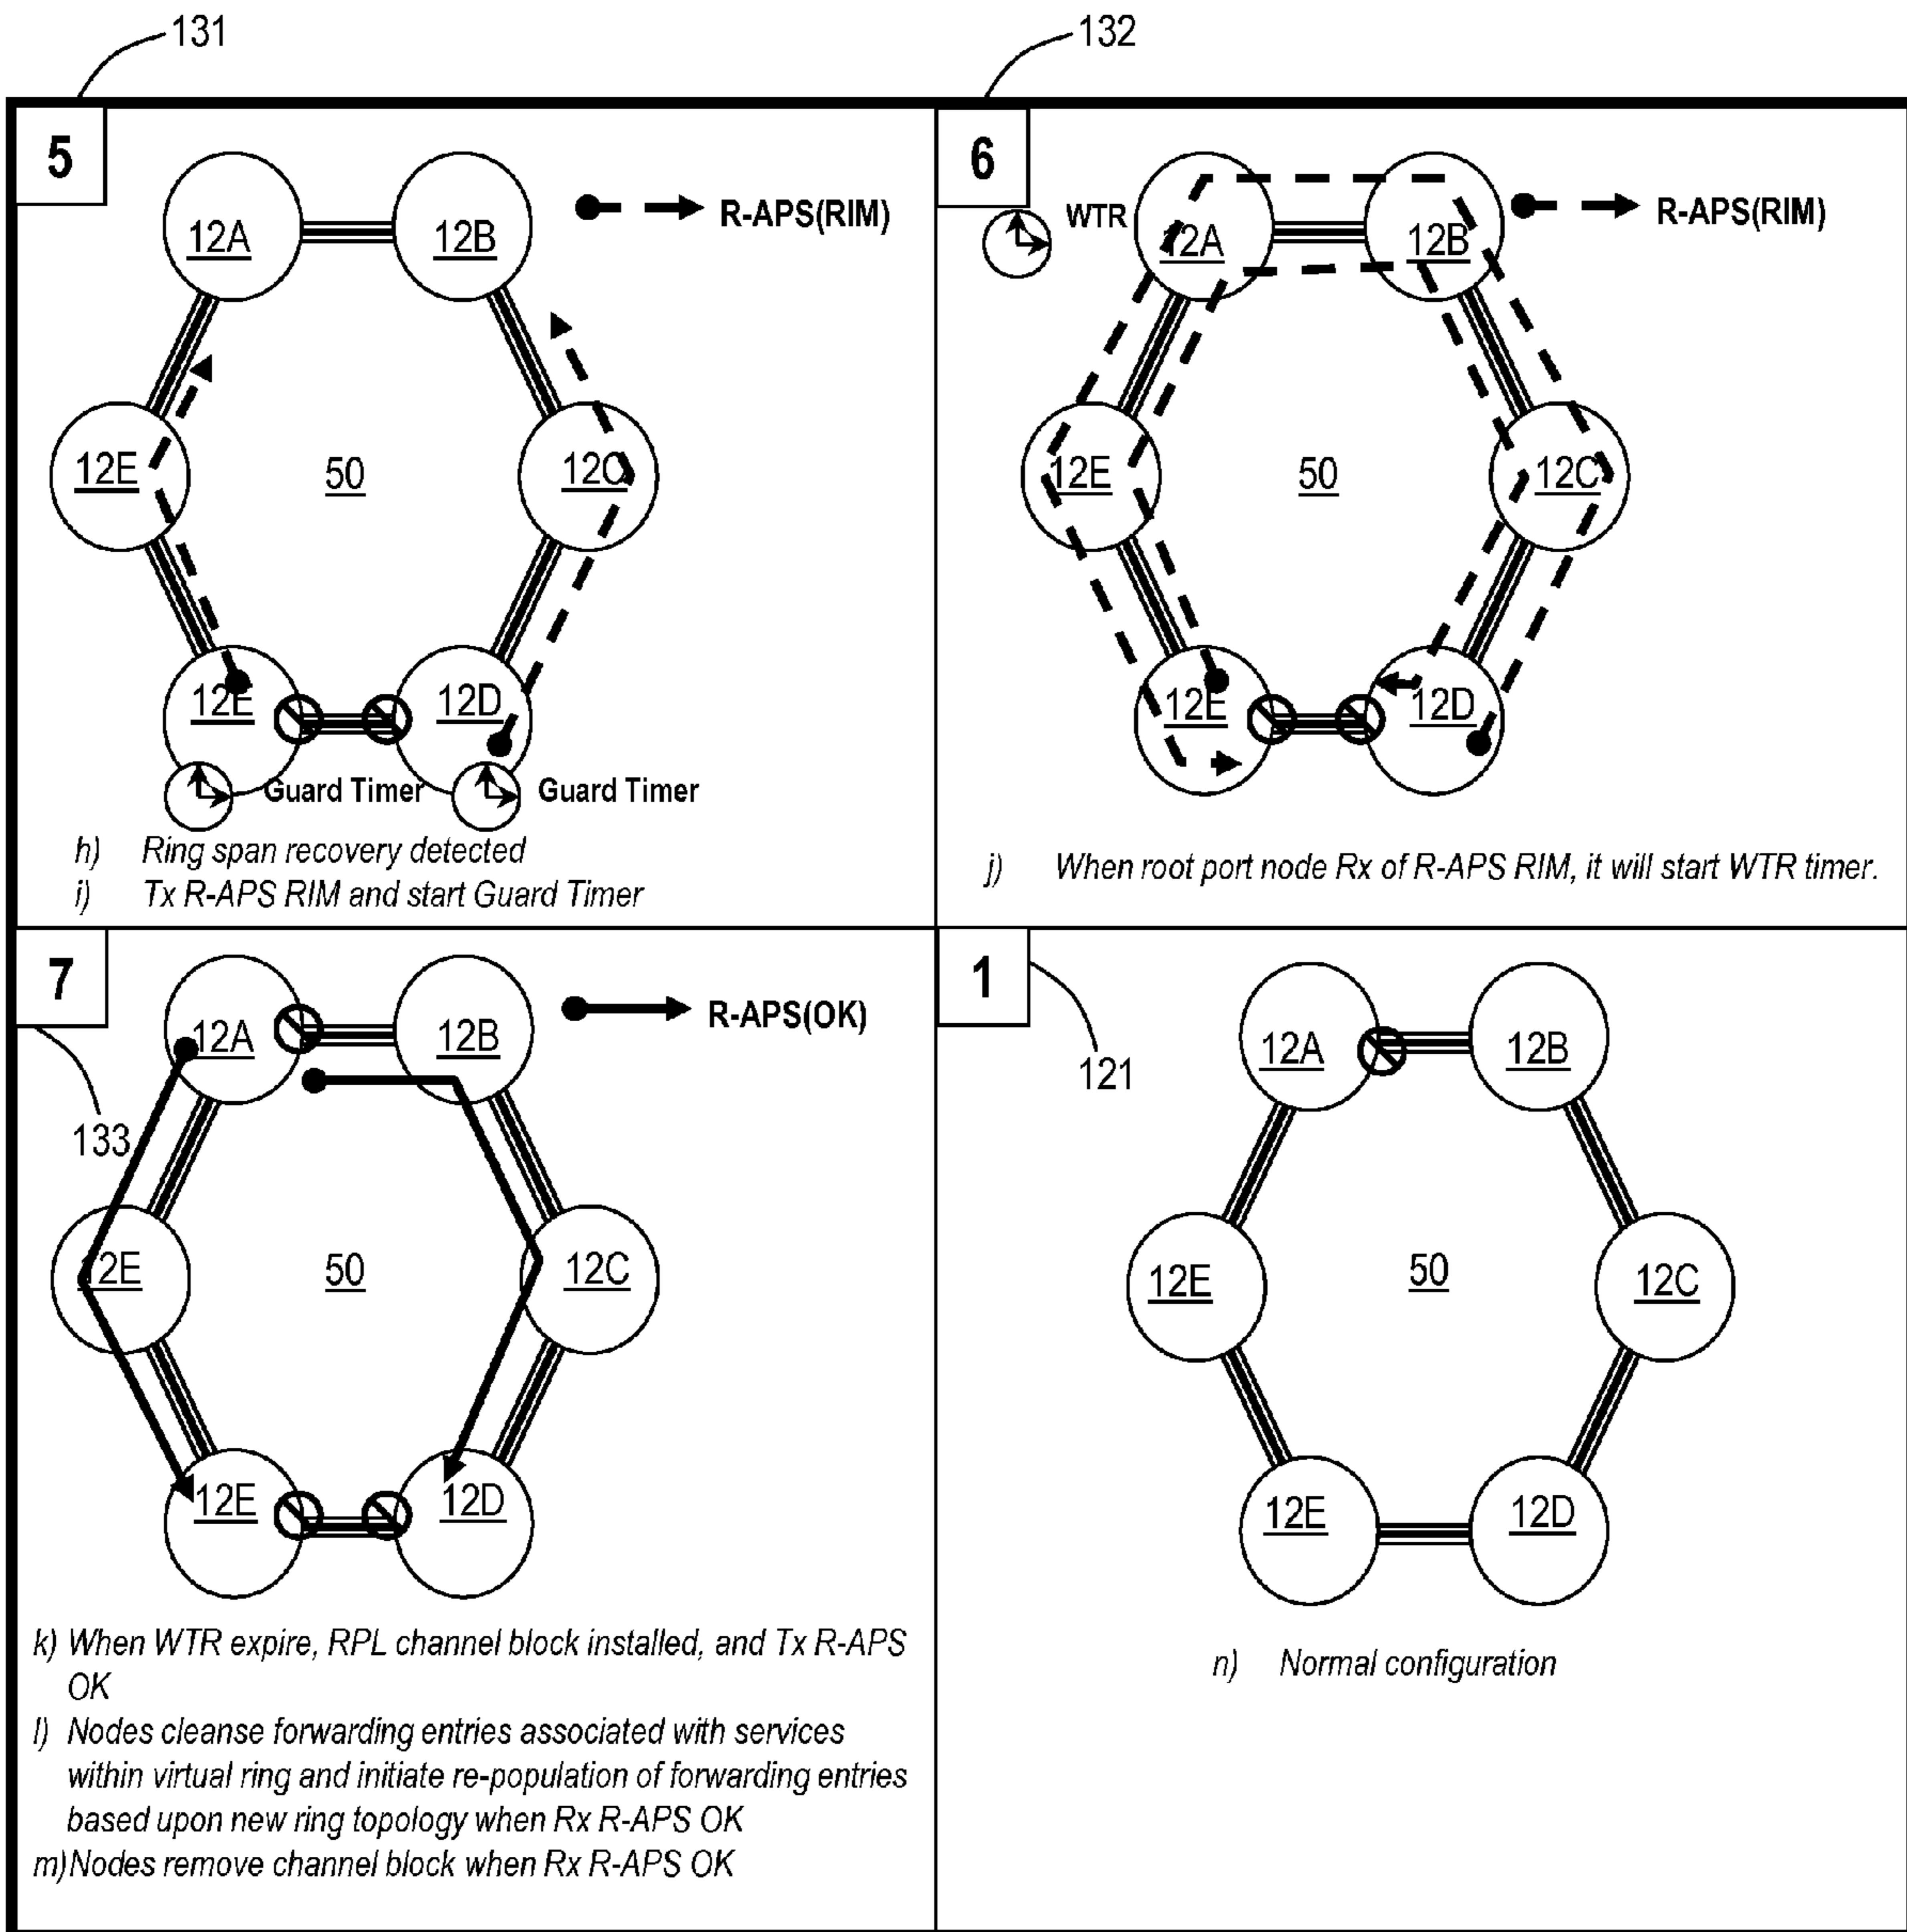 131
132
5
R-APS(RIM)
12A
12B
12E
50
12C
12E
12D
Guard Timer
Guard Timer
h) Ring span recovery detected
i) Tx R-APS RIM and start Guard Timer
6
WTR
R-APS(RIM)
12A
12B
12E
50
12C
12E
12D
j) When root port node Rx of R-APS RIM, it will start WTR timer.
7
R-APS(OK)
12A
12B
133
12E
50
12C
12E
12D
k) When WTR expire, RPL channel block installed, and Tx R-APS
OK
l) Nodes cleanse forwarding entries associated with services
within virtual ring and initiate re-population of forwarding entries
based upon new ring topology when Rx R-APS OK
m)Nodes remove channel block when Rx R-APS OK
1
121
12A
12B
12E
50
12C
12E
12D
n) Normal configuration